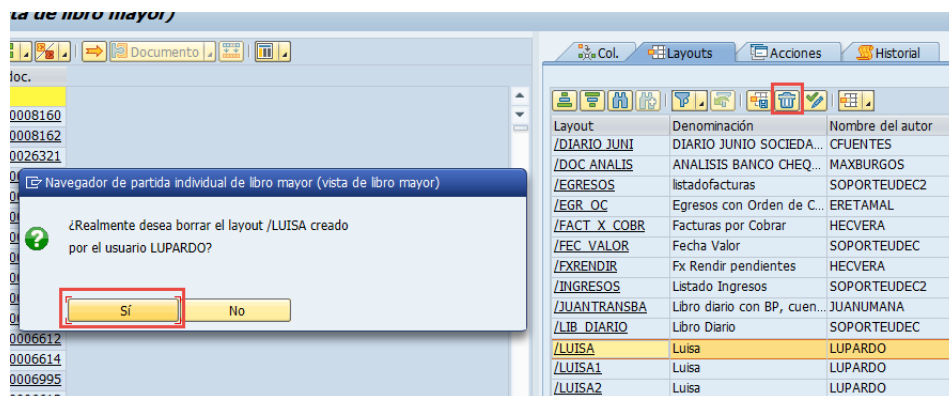 ta de libro mayor)
Documento
Col.
Layouts
Acciones
Historial
doc.
0008160
0008162
0026321
Navegador de partida individual de libro mayor (vista de libro mayor)
¿Realmente desea borrar el layout /LUISA creado
por el usuario LUPARDO?
Sí
No
0006612
0006614
0006995
Layout Denominación Nombre del autor
/DIARIO JUNI DIARIO JUNIO SOCIEDA... CFUENTES
/DOC ANALIS ANALISIS BANCO CHEQ... MAXBURGOS
/EGRESOS listadofacturas SOPORTEUDEC2
/EGR OC Egresos con Orden de C... ERETAMAL
/FACT X COBR Facturas por Cobrar HECVERA
/FEC VALOR Fecha Valor SOPORTEUDEC
/FXRENDIR Fx Rendir pendientes HECVERA
/INGRESOS Listado Ingresos SOPORTEUDEC2
/JUANTRANSBA Libro diario con BP, cuen... JUANUMANA
/LIB DIARIO Libro Diario SOPORTEUDEC
/LUISA Luisa LUPARDO
/LUISA1 Luisa LUPARDO
/LUISA2 Luisa LUPARDO